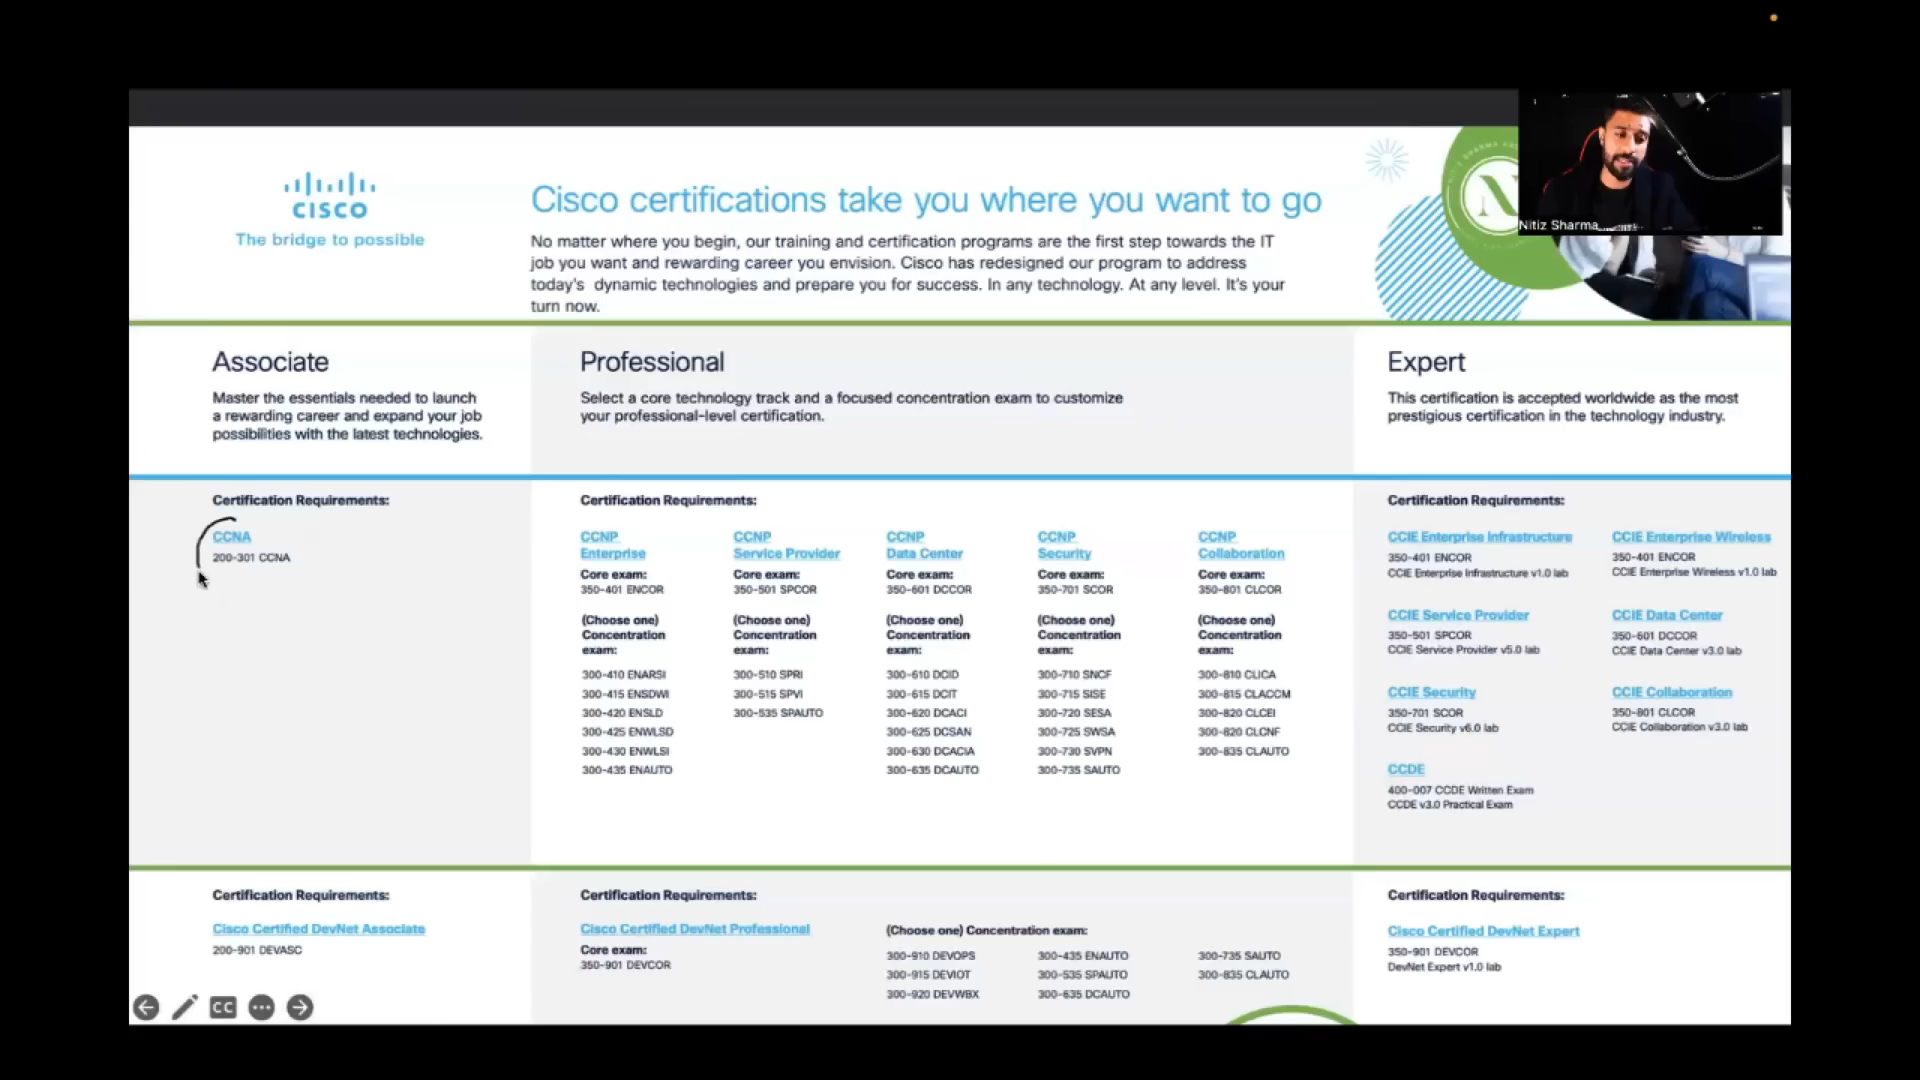 Nitiz Sharma
CISCO
The bridge to possible
Cisco certifications take you where you want to go
No matter where you begin, our training and certification programs are the first step towards the IT
job you want and rewarding career you envision. Cisco has redesigned our program to address
today's dynamic technologies and prepare you for success. In any technology. At any level. It's your
turn now.
Associate
Master the essentials needed to launch
a rewarding career and expand your job
possibilities with the latest technologies.
Professional
Select a core technology track and a focused concentration exam to customize
your professional-level certification.
Expert
This certification is accepted worldwide as the most
prestigious certification in the technology industry.
Certification Requirements:
CCNA
200-301 CCNA
Certification Requirements:
CCNP
Enterprise
Core exam:
350-401 ENCOR
(Choose one)
Concentration
exam:
300-410 ENARSI
300-415 ENSDWI
300-420 ENSLD
300-425 ENWLSD
300-430 ENWLSI
300-435 ENAUTO
CCNP
Service Provider
Core exam:
350-501 SPCOR
(Choose one)
Concentration
exam:
300-510 SPRI
300-515 SPVI
300-535 SPAUTO
CCNP
Data Center
Core exam:
350-601 DCCOR
(Choose one)
Concentration
exam:
300-610 DCID
300-615 DCIT
300-620 DCACI
300-625 DCSAN
300-630 DCACIA
300-635 DCAUTO
CCNP
Security
Core exam:
350-701 SCOR
(Choose one)
Concentration
exam:
300-710 SNCF
300-715 SISE
300-720 SESA
300-725 SWSA
300-730 SVPN
300-735 SAUTO
CCNP
Collaboration
Core exam:
350-801 CLCOR
(Choose one)
Concentration
exam:
300-810 CLICA
300-815 CLACCM
300-820 CLCEI
300-820 CLCNF
300-835 CLAUTO
Certification Requirements:
CCIE Enterprise Infrastructure
350-401 ENCOR
CCIE Enterprise Infrastructure v1.0 lab
CCIE Enterprise Wireless
350-401 ENCOR
CCIE Enterprise Wireless v1.0 lab
CCIE Service Provider
350-501 SPCOR
CCIE Service Provider v5.0 lab
CCIE Data Center
350-601 DCCOR
CCIE Data Center v3.0 lab
CCIE Security
350-701 SCOR
CCIE Security v6.0 lab
CCIE Collaboration
350-801 CLCOR
CCIE Collaboration v3.0 lab
CCDE
400-007 CCDE Written Exam
CCDE v3.0 Practical Exam
Certification Requirements:
Cisco Certified DevNet Associate
200-901 DEVASC
Certification Requirements:
Cisco Certified DevNet Professional
Core exam:
350-901 DEVCOR
(Choose one) Concentration exam:
300-910 DEVOPS
300-915 DEVIOT
300-920 DEVWBX
300-435 ENAUTO
300-535 SPAUTO
300-635 DCAUTO
300-735 SAUTO
300-835 CLAUTO
Certification Requirements:
Cisco Certified DevNet Expert
350-901 DEVCOR
DevNet Expert v1.0 lab
CC